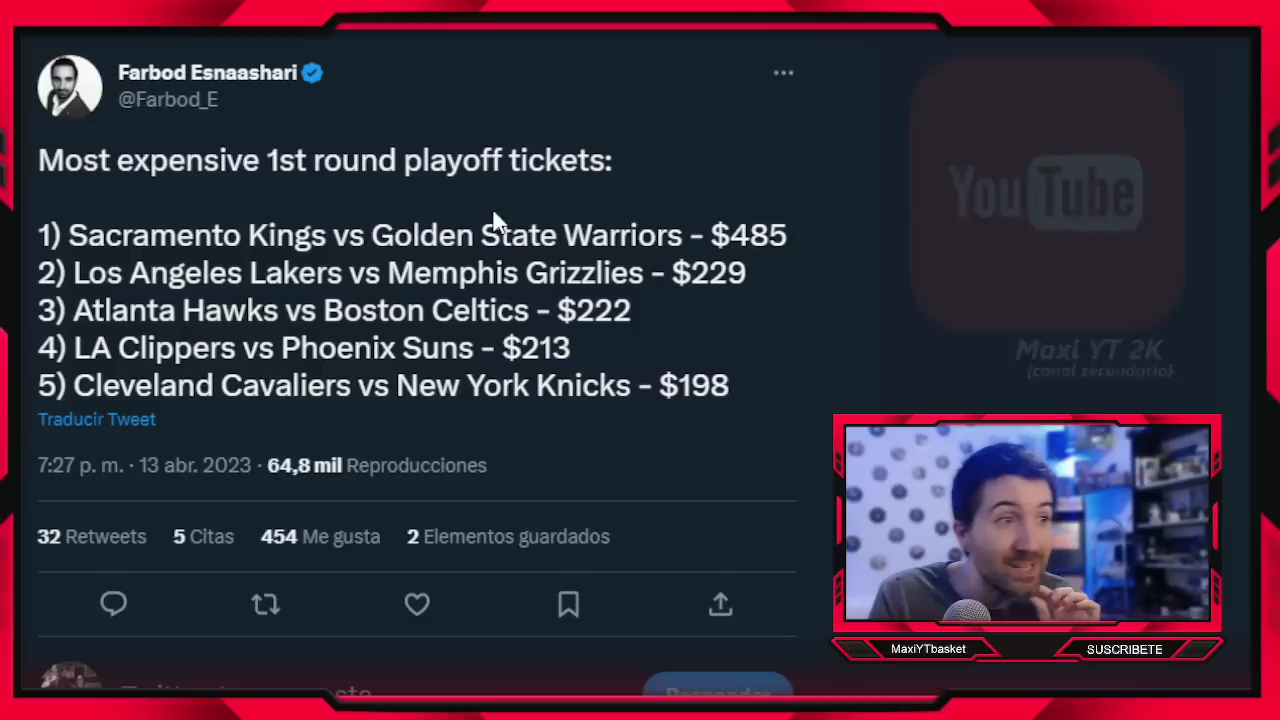 Farbod Esnaashari
@Farbod_E
Most expensive 1st round playoff tickets:
1) Sacramento Kings vs Golden State Warriors - $485
2) Los Angeles Lakers vs Memphis Grizzlies - $229
3) Atlanta Hawks vs Boston Celtics - $222
4) LA Clippers vs Phoenix Suns - $213
5) Cleveland Cavaliers vs New York Knicks - $198
Traducir Tweet
7:27 p. m. · 13 abr. 2023 · 64,8 mil Reproducciones
32 Retweets 5 Citas 454 Me gusta 2 Elementos guardados
Responder
YouTube
Maxi YT 2K
(canal secundario)
MaxiYTbasket
SUSCRIBETE